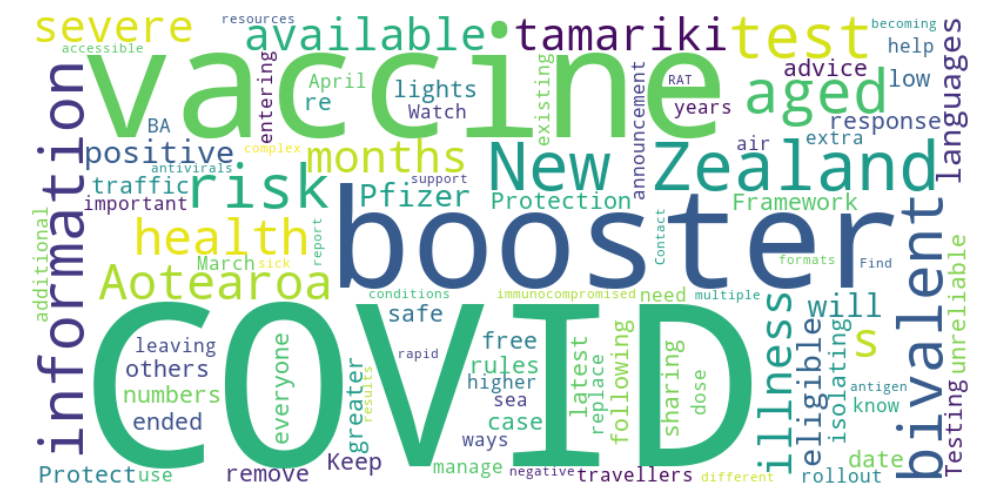 resources
becoming
severe
available
tamariki
test
help
languages
accessible
vaccine
information
entering
April
re
lights
Watch
existing
announcement
RAT
years
advice
aged
low
response
BA
positive
antivirals
traffic
important
complex
months
risk
support
Pfizer
New
Zealand
Protection
air
extra
Framework
health
booster
bivalent
additional
March
sick
report
Contact
formats
Find
unreliable
Aotearoa
conditions
immunocompromised
need
multiple
illness
will
s
COVID
safe
leaving
others
numbers
ended
everyone
greater
results
rapid
free
rules
higher
sea
case
ways
latest
replace
following
sharing
dose
eligible
isolating
antigen
know
Testing
date
Protect
use
remove
Keep
manage
negative
travellers
different
rollout